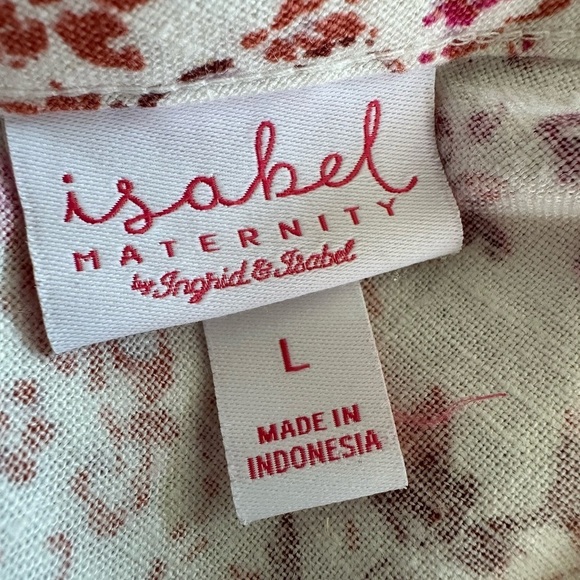 isabel
MATERNITY
by Ingrid & Isabel
L
MADE IN
INDONESIA